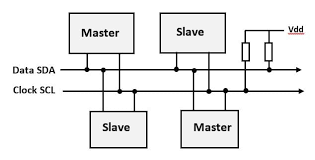 Master
Slave
Vdd
Data SDA
Clock SCL
Slave
Master